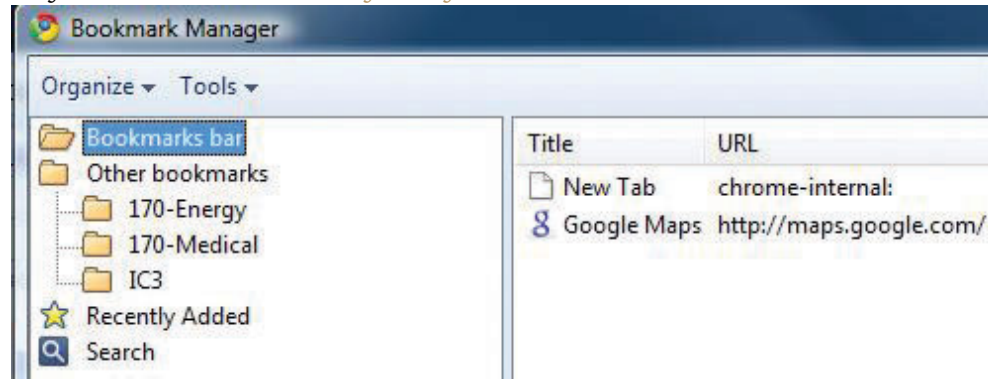 Bookmark Manager
Organize Tools
Bookmarks bar
Other bookmarks
170-Energy
170-Medical
IC3
Recently Added
Search
Title URL
New Tab chrome-internal:
Google Maps http://maps.google.com/